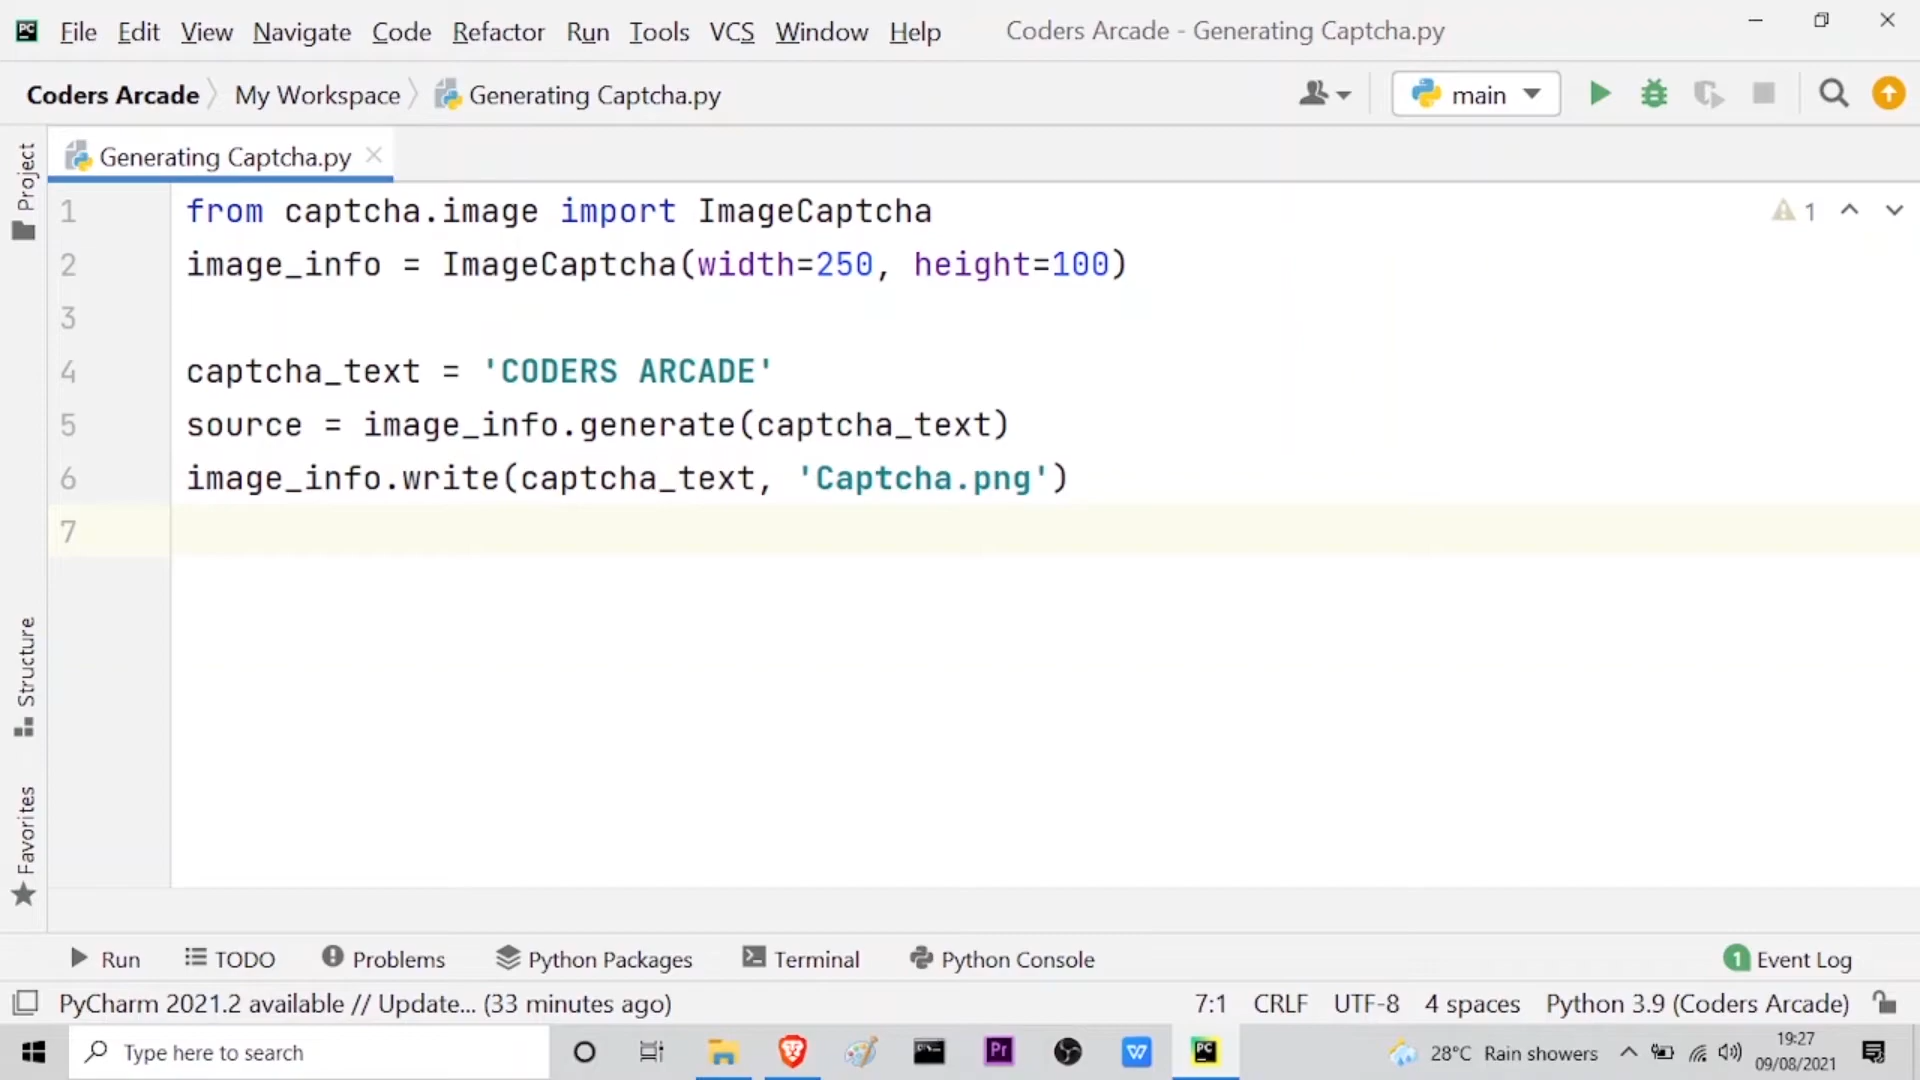 File Edit View Navigate Code Refactor Run Tools VCS Window Help Coders Arcade - Generating Captcha.py
Coders Arcade My Workspace Generating Captcha.py main
Project
Generating Captcha.py
1 from captcha.image import ImageCaptcha 1
2 image_info = ImageCaptcha(width=250, height=100)
3
4 captcha_text = 'CODERS ARCADE'
5 source = image_info.generate(captcha_text)
6 image_info.write(captcha_text, 'Captcha.png')
7
Structure
Favorites
Run TODO Problems Python Packages Terminal Python Console 1 Event Log
PyCharm 2021.2 available // Update... (33 minutes ago) 7:1 CRLF UTF-8 4 spaces Python 3.9 (Coders Arcade)
Type here to search Pr W PC 28°C Rain showers 19:27
09/08/2021